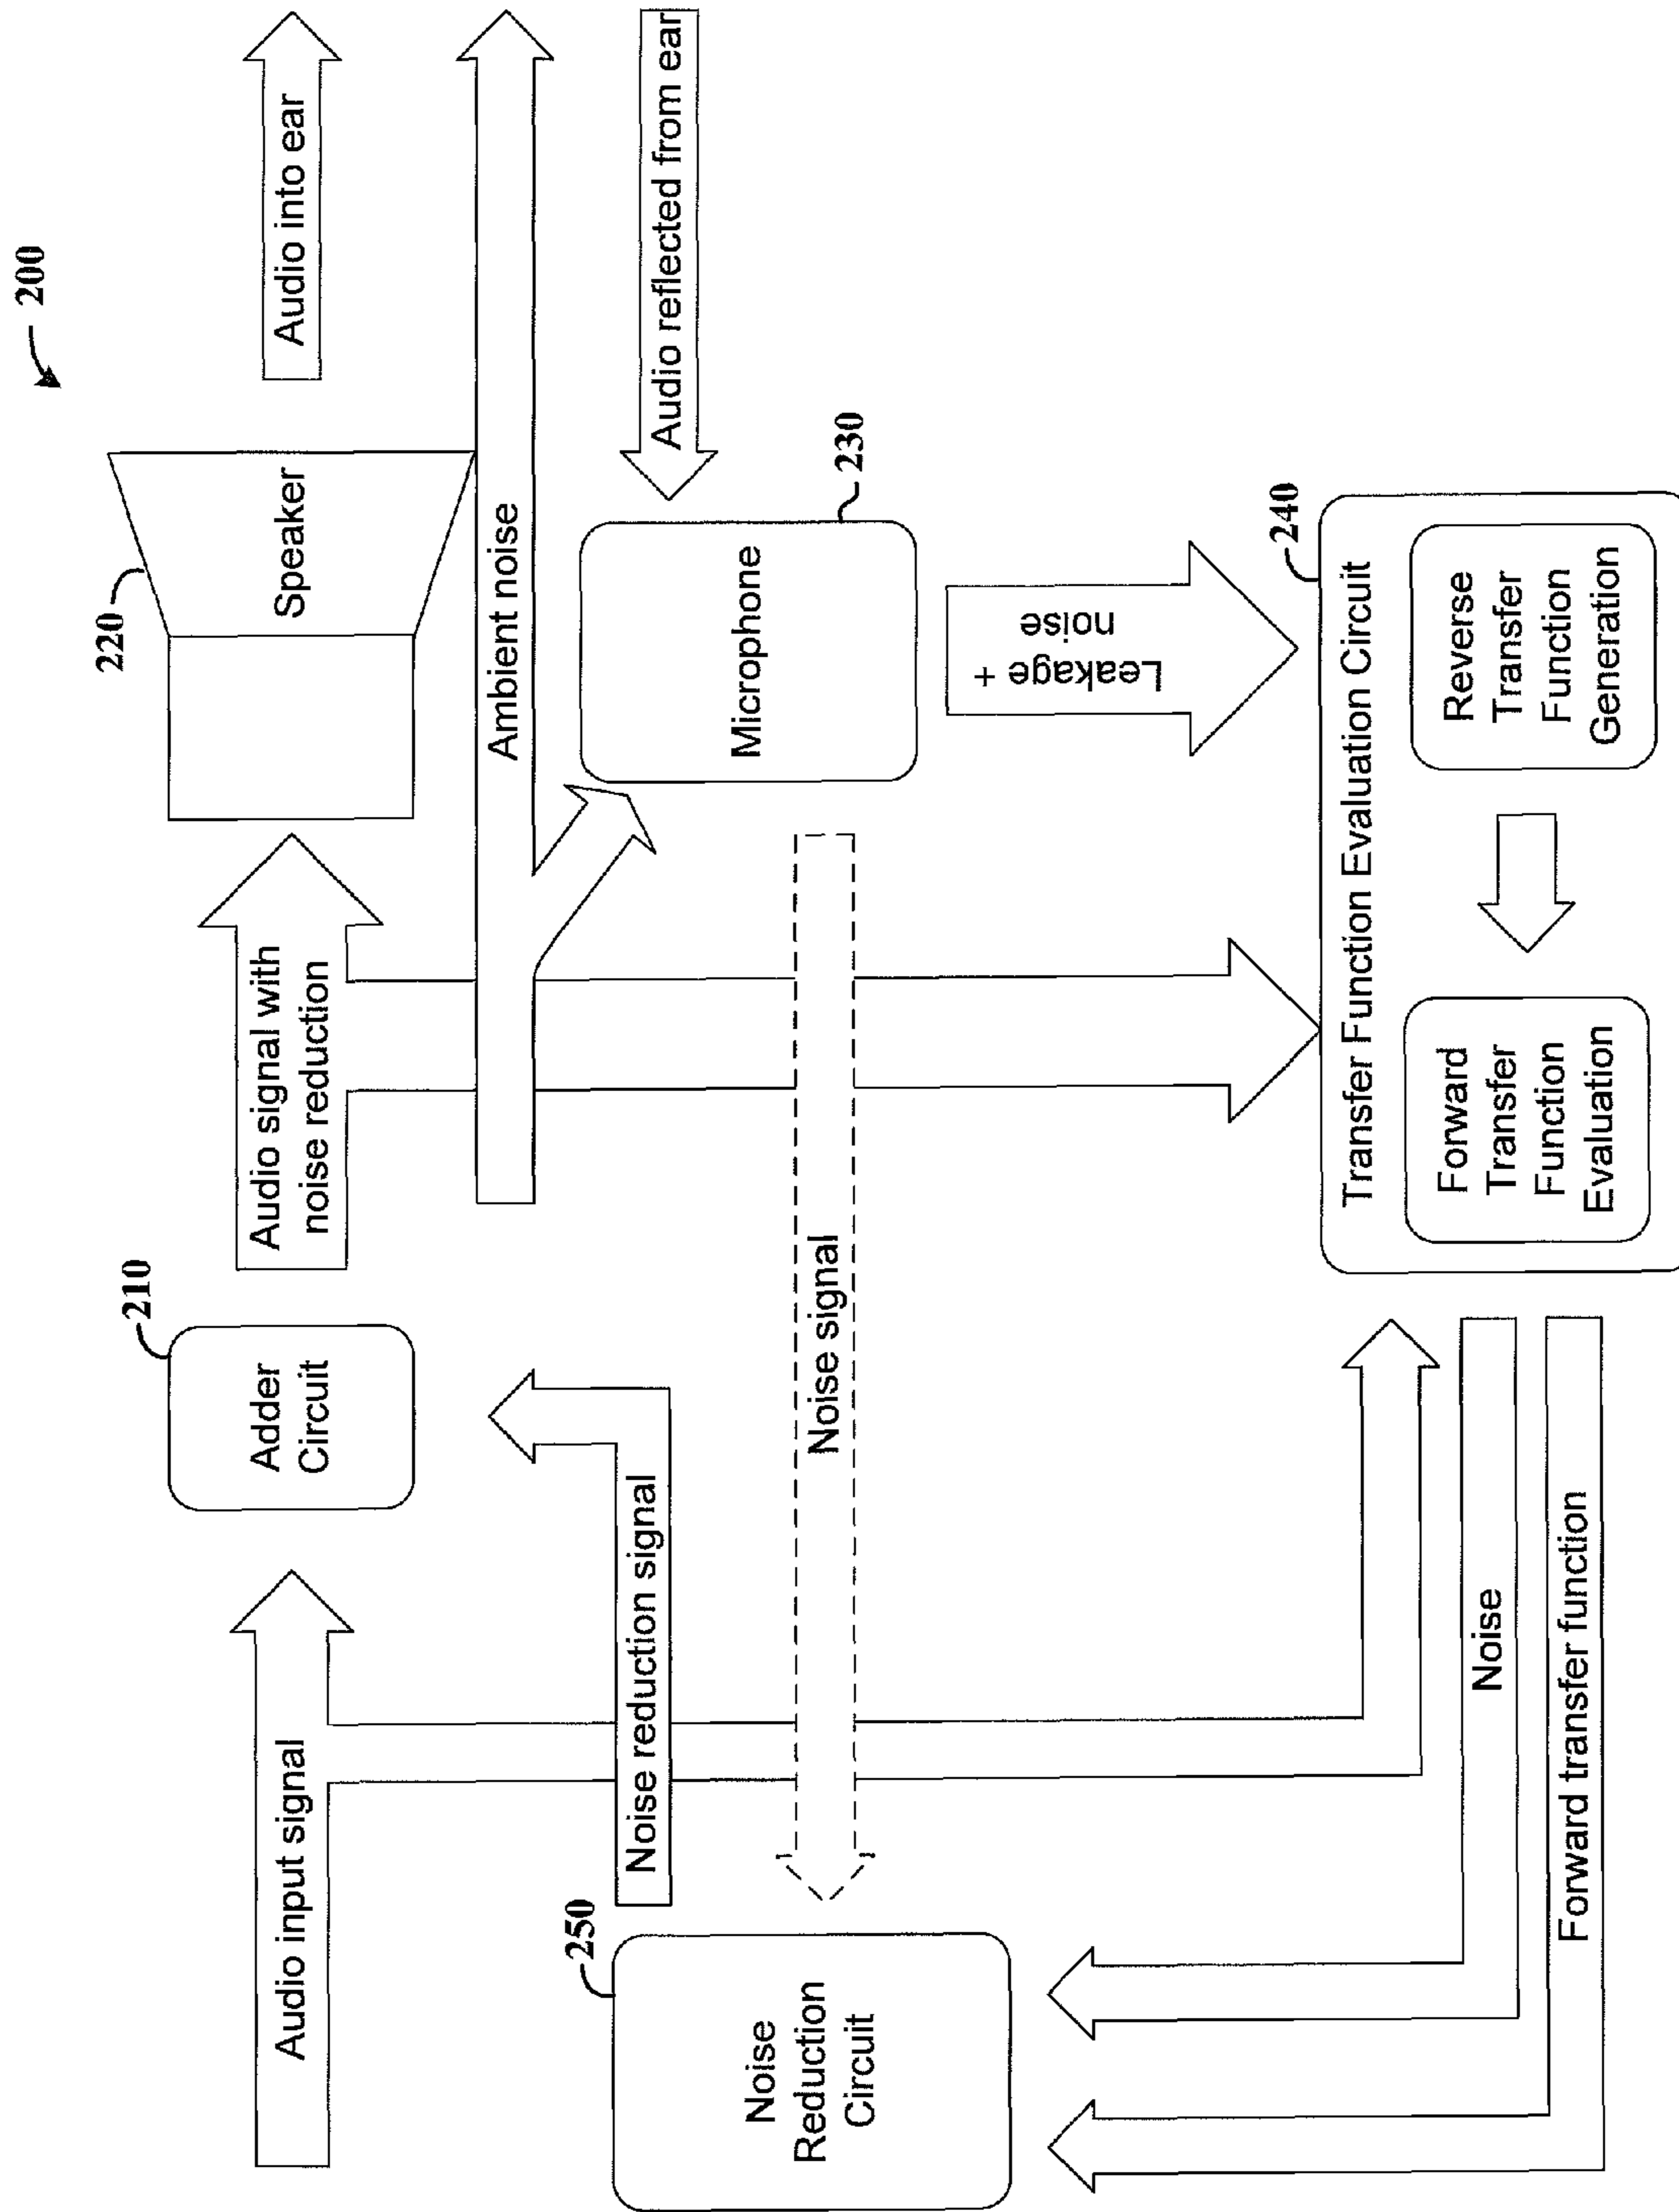 200
220
Speaker
Audio into ear
Audio signal with
noise reduction
210
Adder
Circuit
Audio input signal
Ambient noise
Audio reflected from ear
230
Microphone
Noise reduction signal
Noise signal
250
Noise
Reduction
Circuit
Leakage +
noise
240
Transfer Function Evaluation Circuit
Forward
Transfer
Function
Evaluation
Reverse
Transfer
Function
Generation
Noise
Forward transfer function